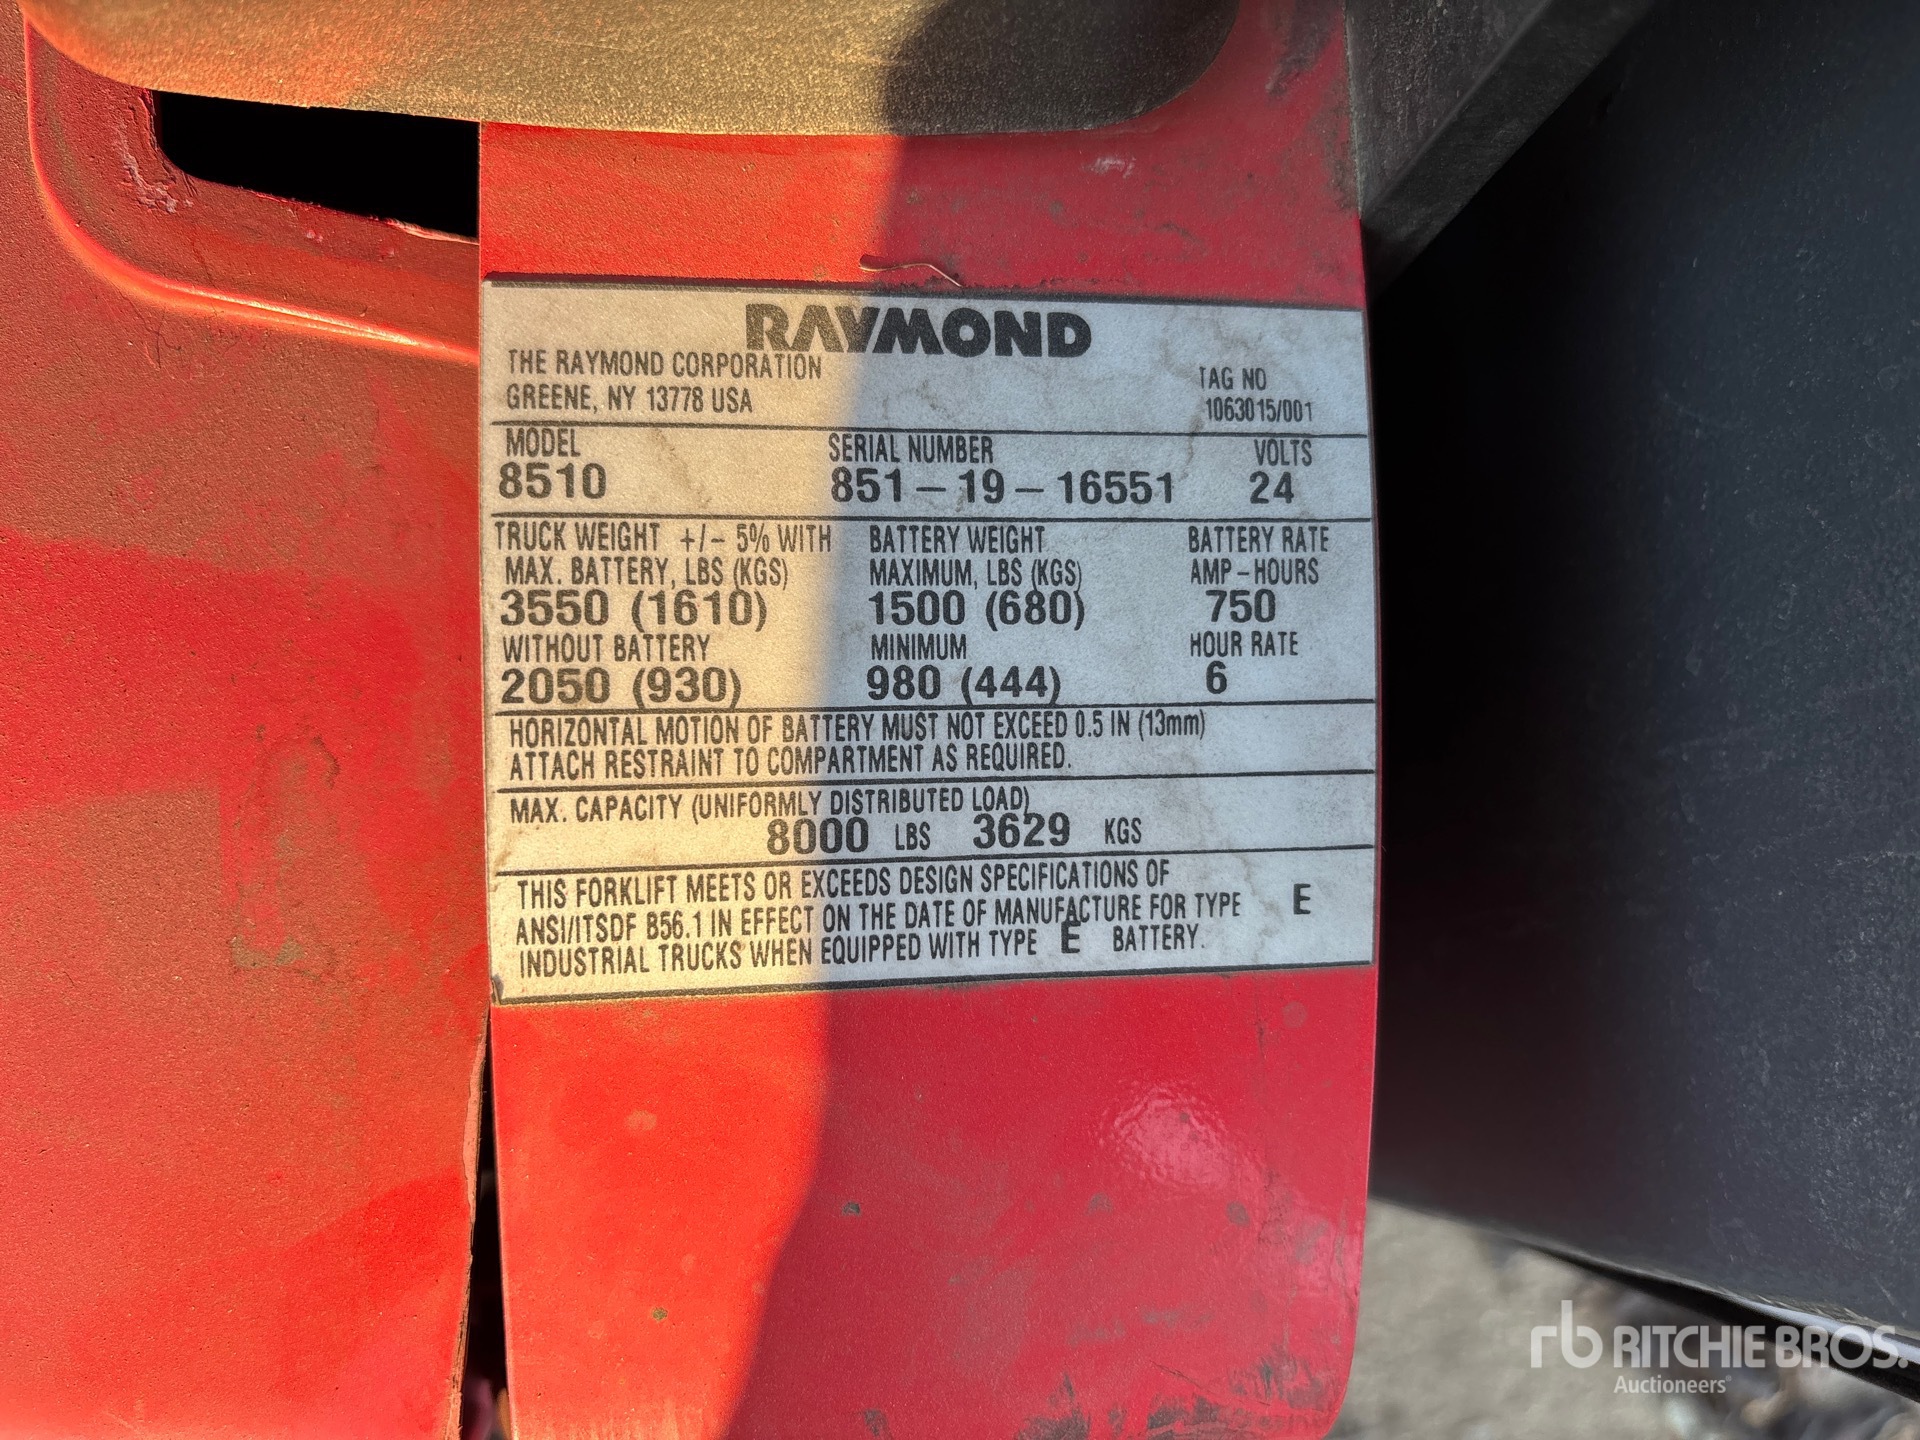 RAYMOND
THE RAYMOND CORPORATION
GREENE, NY 13778 USA
TAG NO
1063015/001
MODEL SERIAL NUMBER VOLTS
8510 851-19-16551 24
TRUCK WEIGHT +/- 5% WITH BATTERY WEIGHT BATTERY RATE
MAX. BATTERY, LBS (KGS) MAXIMUM, LBS (KGS) AMP-HOURS
3550 (1610) 1500 (680) 750
WITHOUT BATTERY MINIMUM HOUR RATE
2050 (930) 980 (444) 6
HORIZONTAL MOTION OF BATTERY MUST NOT EXCEED 0.5 IN (13mm)
ATTACH RESTRAINT TO COMPARTMENT AS REQUIRED.
MAX. CAPACITY (UNIFORMLY DISTRIBUTED LOAD)
8000 LBS 3629 KGS
THIS FORKLIFT MEETS OR EXCEEDS DESIGN SPECIFICATIONS OF
ANSI/ITSDF B56.1 IN EFFECT ON THE DATE OF MANUFACTURE FOR TYPE E
INDUSTRIAL TRUCKS WHEN EQUIPPED WITH TYPE E BATTERY.
rb RITCHIE BROS.
Auctioneers